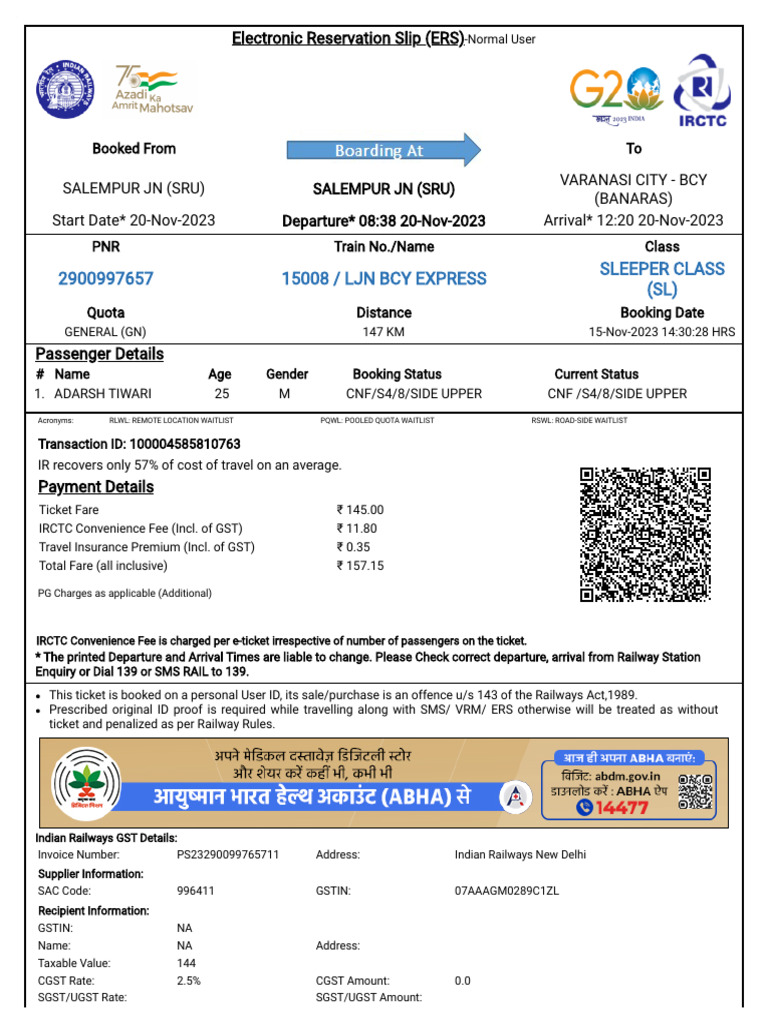 Electronic Reservation Slip (ERS)-Normal User
INDIAN RAILWAYS
75 Azadi Ka Amrit Mahotsav
G20
भारत 2023 INDIA
IRCTC
Booked From Boarding At To
SALEMPUR JN (SRU) SALEMPUR JN (SRU) VARANASI CITY - BCY (BANARAS)
Start Date* 20-Nov-2023 Departure* 08:38 20-Nov-2023 Arrival* 12:20 20-Nov-2023
PNR Train No./Name Class
2900997657 15008 / LJN BCY EXPRESS SLEEPER CLASS (SL)
Quota Distance Booking Date
GENERAL (GN) 147 KM 15-Nov-2023 14:30:28 HRS
Passenger Details
# Name Age Gender Booking Status Current Status
1. ADARSH TIWARI 25 M CNF/S4/8/SIDE UPPER CNF /S4/8/SIDE UPPER
Acronyms: RLWL: REMOTE LOCATION WAITLIST PQWL: POOLED QUOTA WAITLIST RSWL: ROAD-SIDE WAITLIST
Transaction ID: 100004585810763
IR recovers only 57% of cost of travel on an average.
Payment Details
Ticket Fare ₹ 145.00
IRCTC Convenience Fee (Incl. of GST) ₹ 11.80
Travel Insurance Premium (Incl. of GST) ₹ 0.35
Total Fare (all inclusive) ₹ 157.15
PG Charges as applicable (Additional)
IRCTC Convenience Fee is charged per e-ticket irrespective of number of passengers on the ticket.
* The printed Departure and Arrival Times are liable to change. Please Check correct departure, arrival from Railway Station
Enquiry or Dial 139 or SMS RAIL to 139.
• This ticket is booked on a personal User ID, its sale/purchase is an offence u/s 143 of the Railways Act,1989.
• Prescribed original ID proof is required while travelling along with SMS/ VRM/ ERS otherwise will be treated as without
ticket and penalized as per Railway Rules.
अपने मेडिकल दस्तावेज़ डिजिटली स्टोर
और शेयर करें कहीं भी, कभी भी
आयुष्मान भारत हेल्थ अकाउंट (ABHA) से
आज ही अपना ABHA बनाएं:
विजिट: abdm.gov.in
डाउनलोड करें : ABHA ऐप
14477
Indian Railways GST Details:
Invoice Number: PS23290099765711 Address: Indian Railways New Delhi
Supplier Information:
SAC Code: 996411 GSTIN: 07AAAGM0289C1ZL
Recipient Information:
GSTIN: NA
Name: NA Address:
Taxable Value: 144
CGST Rate: 2.5% CGST Amount: 0.0
SGST/UGST Rate: SGST/UGST Amount: